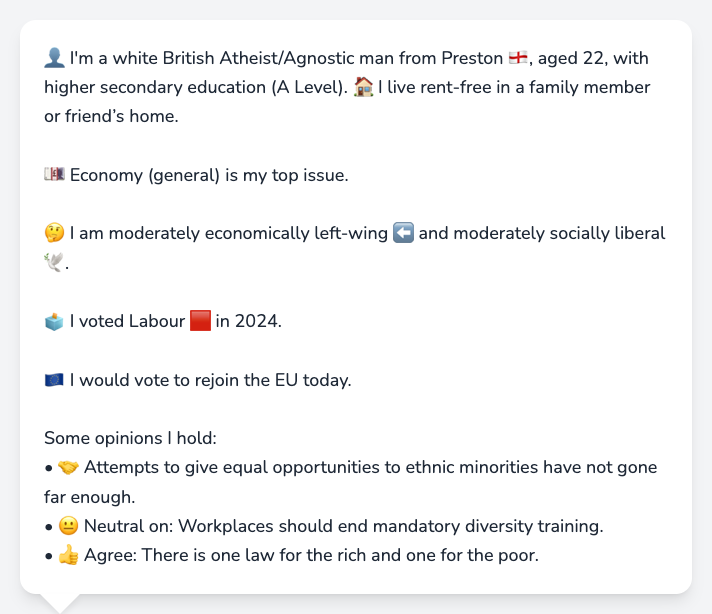 👤 I'm a white British Atheist/Agnostic man from Preston 🏴󠁧󠁢󠁥󠁮󠁧󠁿, aged 22, with
higher secondary education (A Level). 🏠 I live rent-free in a family member
or friend’s home.
💷 Economy (general) is my top issue.
🤔 I am moderately economically left-wing ⬅️ and moderately socially liberal
🕊️.
🗳️ I voted Labour 🟥 in 2024.
🇪🇺 I would vote to rejoin the EU today.
Some opinions I hold:
• 🤝 Attempts to give equal opportunities to ethnic minorities have not gone
far enough.
• 😐 Neutral on: Workplaces should end mandatory diversity training.
• 👍 Agree: There is one law for the rich and one for the poor.